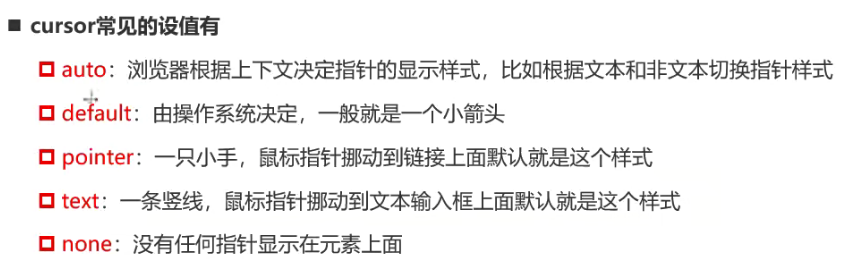 cursor常见的设值有
auto：浏览器根据上下文决定指针的显示样式，比如根据文本和非文本切换指针样式
default：由操作系统决定，一般就是一个小箭头
pointer：一只小手，鼠标指针挪动到链接上面默认就是这个样式
text：一条竖线，鼠标指针挪动到文本输入框上面默认就是这个样式
none：没有任何指针显示在元素上面